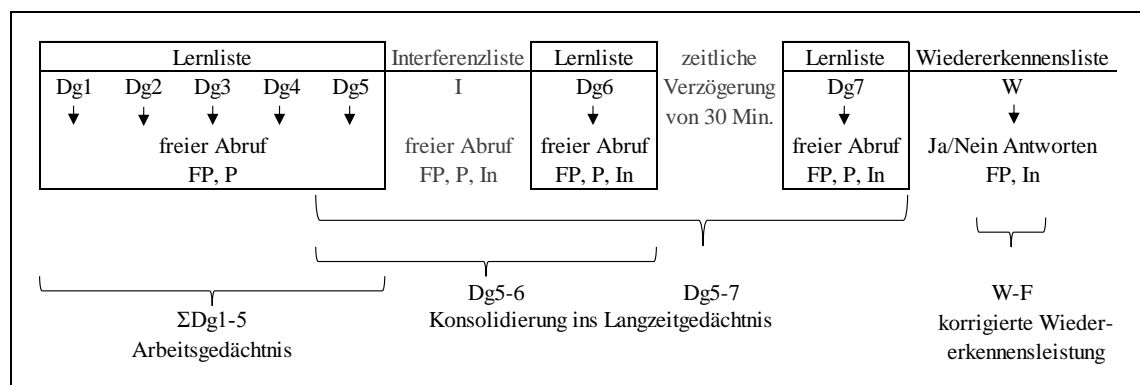 Lernliste Interferenzliste Lernliste zeitliche Lernliste Wiedererkennensliste
Dg1 Dg2 Dg3 Dg4 Dg5 I Dg6 Verzögerung Dg7 W
von 30 Min.
freier Abruf freier Abruf freier Abruf freier Abruf Ja/Nein Antworten
FP, P FP, P, In FP, P, In FP, P, In FP, In
Dg5-6 Dg5-7 W-F
ΣDg1-5 Konsolidierung ins Langzeitgedächtnis korrigierte Wieder-
Arbeitsgedächtnis erkennensleistung